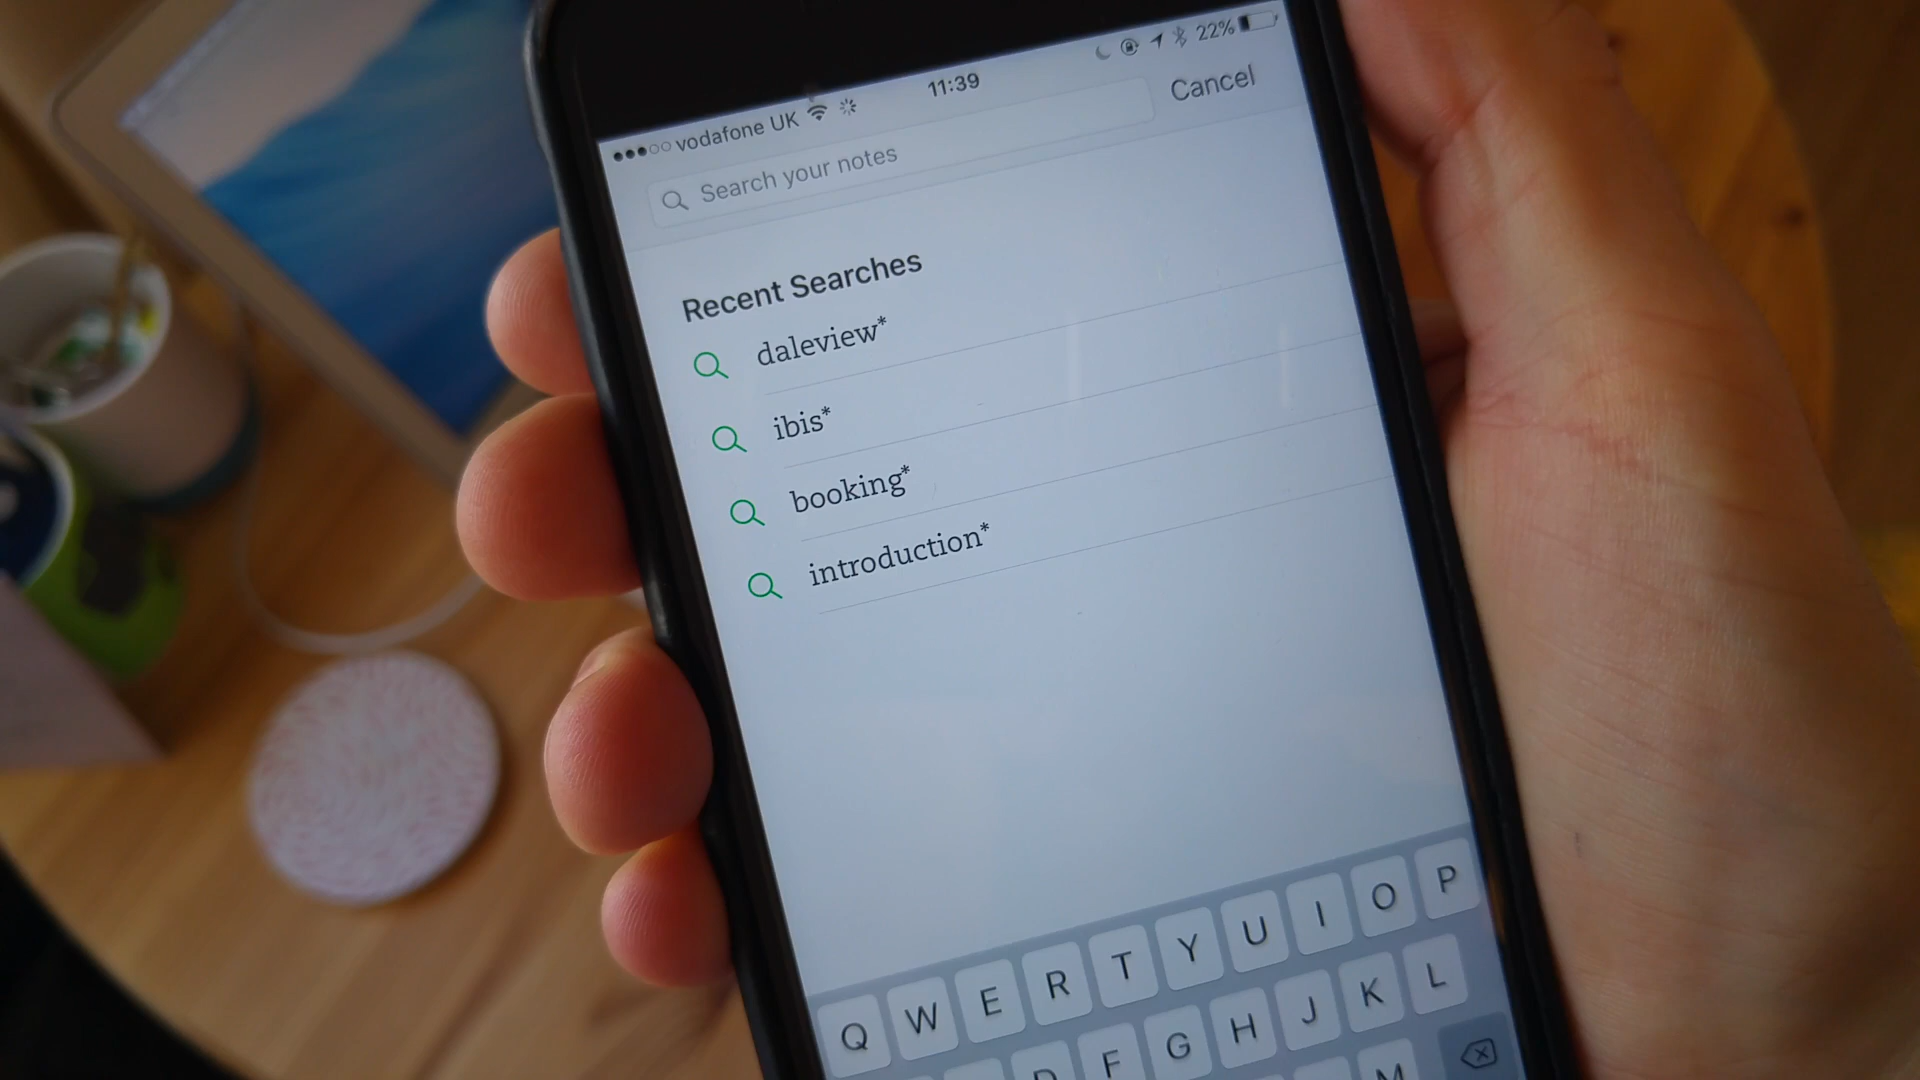 vodafone UK 11:39 22%
Search your notes Cancel
Recent Searches
daleview*
ibis*
booking*
introduction*
Q W E R T Y U I O P
D F G H J K L
M